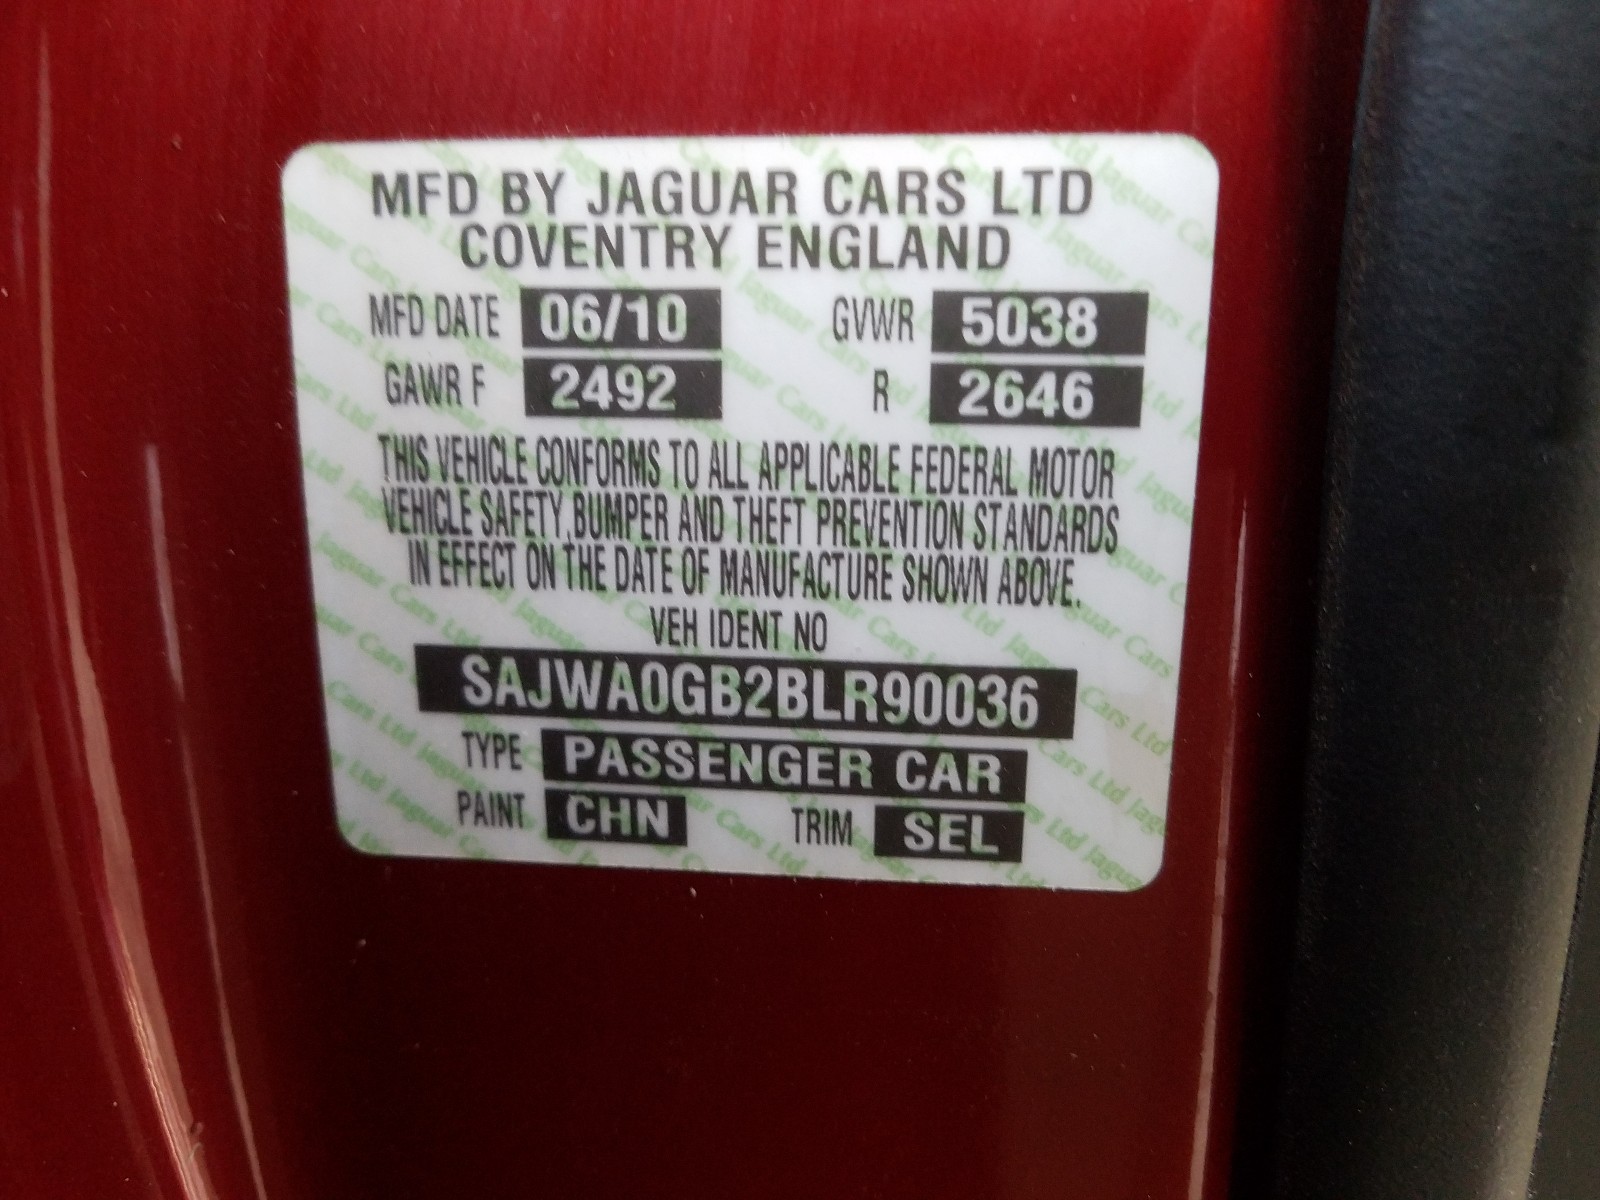 MFD BY JAGUAR CARS LTD
COVENTRY ENGLAND
MFD DATE 06/10 GVWR 5038
GAWR F 2492 R 2646
THIS VEHICLE CONFORMS TO ALL APPLICABLE FEDERAL MOTOR
VEHICLE SAFETY,BUMPER AND THEFT PREVENTION STANDARDS
IN EFFECT ON THE DATE OF MANUFACTURE SHOWN ABOVE.
VEH IDENT NO
SAJWA0GB2BLR90036
TYPE PASSENGER CAR
PAINT CHN TRIM SEL